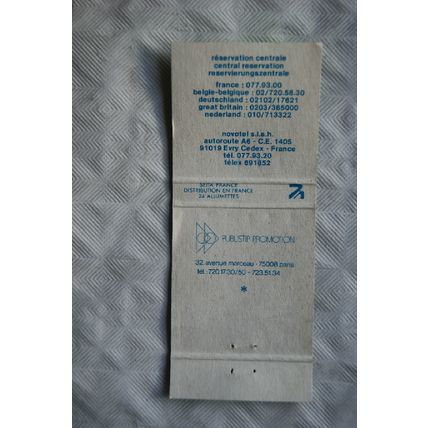 réservation centrale
central reservation
reservierungszentrale
france : 077.93.00
belgie-belgique : 02/720.58.30
deutschland : 02102/17621
great britain : 0203/365000
nederland : 010/713322
novotel s.i.e.h.
autoroute A6 - C.E. 1405
91019 Evry Cedex - France
tél. 077.93.20
télex 691852
SEITA FRANCE
DISTRIBUTION EN FRANCE
24 ALLUMETTES
PUBLISTIP PROMOTION
32, avenue marceau - 75008 paris
tel.: 720.17.30/50 - 723.51.34
*